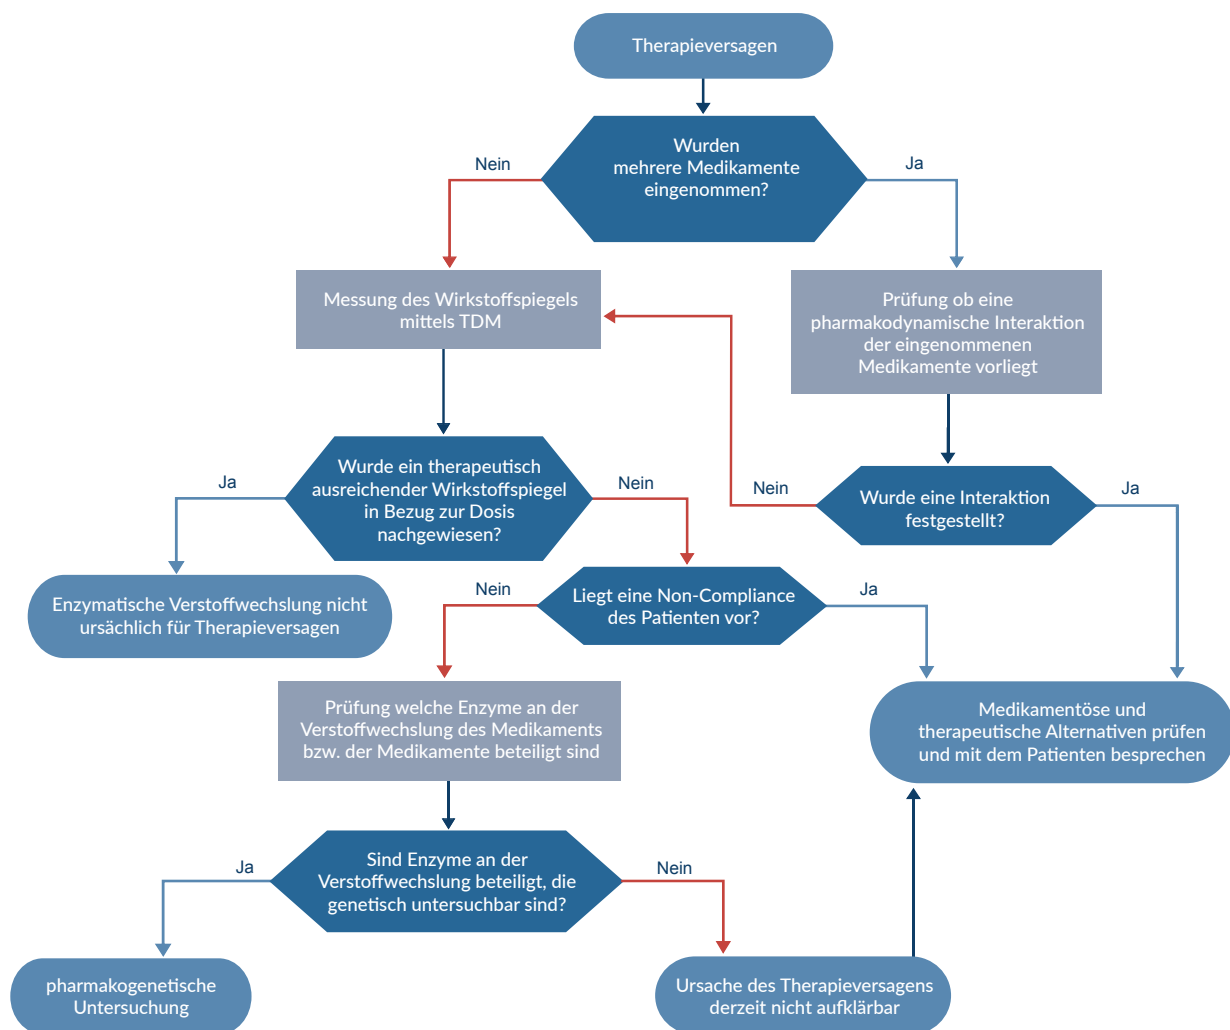 Therapieversagen
Wurden
mehrere Medikamente
eingenommen?
Nein
Ja
Messung des Wirkstoffspiegels
mittels TDM
Prüfung ob eine
pharmakodynamische Interaktion
der eingenommenen
Medikamente vorliegt
Wurde ein therapeutisch
ausreichender Wirkstoffspiegel
in Bezug zur Dosis
nachgewiesen?
Ja
Nein
Nein
Wurde eine Interaktion
festgestellt?
Ja
Enzymatische Verstoffwechslung nicht
ursächlich für Therapieversagen
Nein
Liegt eine Non-Compliance
des Patienten vor?
Ja
Prüfung welche Enzyme an der
Verstoffwechslung des Medikaments
bzw. der Medikamente beteiligt sind
Medikamentöse und
therapeutische Alternativen prüfen
und mit dem Patienten besprechen
Ja
Sind Enzyme an der
Verstoffwechslung beteiligt, die
genetisch untersuchbar sind?
Nein
pharmakogenetische
Untersuchung
Ursache des Therapieversagens
derzeit nicht aufklärbar